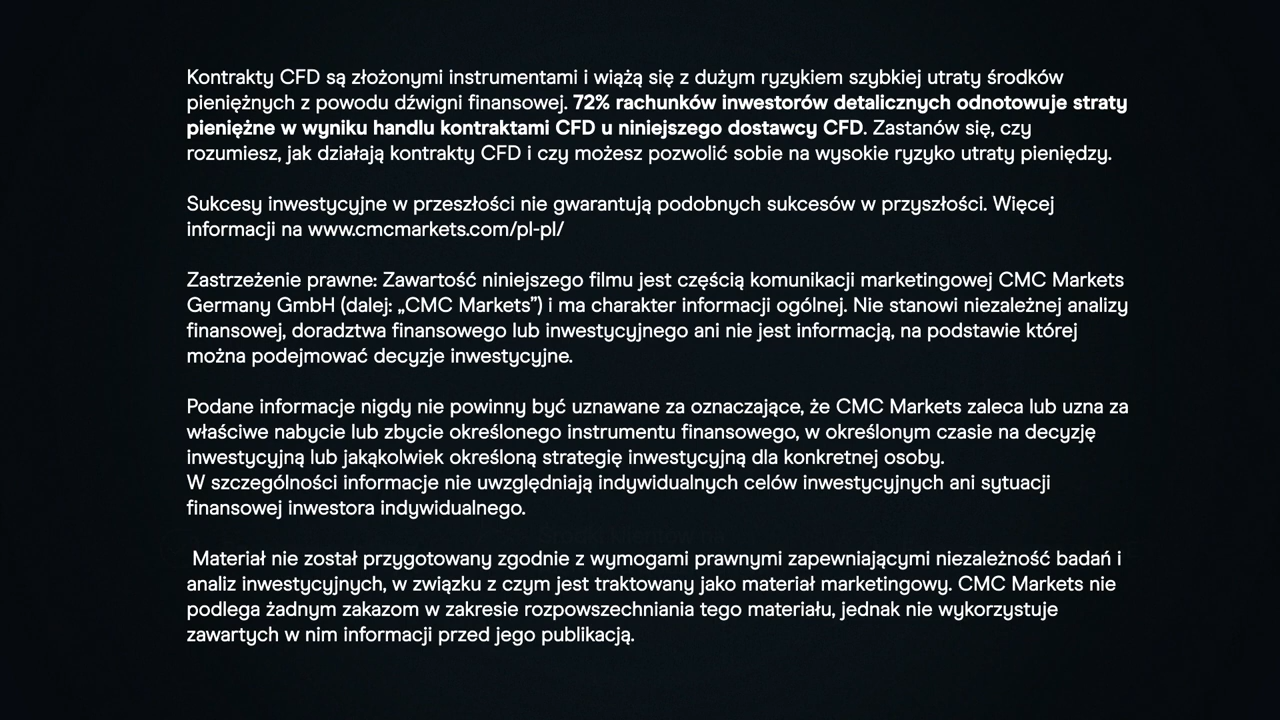 Kontrakty CFD są złożonymi instrumentami i wiążą się z dużym ryzykiem szybkiej utraty środków
pieniężnych z powodu dźwigni finansowej. 72% rachunków inwestorów detalicznych odnotowuje straty
pieniężne w wyniku handlu kontraktami CFD u niniejszego dostawcy CFD. Zastanów się, czy
rozumiesz, jak działają kontrakty CFD i czy możesz pozwolić sobie na wysokie ryzyko utraty pieniędzy.
Sukcesy inwestycyjne w przeszłości nie gwarantują podobnych sukcesów w przyszłości. Więcej
informacji na www.cmcmarkets.com/pl-pl/
Zastrzeżenie prawne: Zawartość niniejszego filmu jest częścią komunikacji marketingowej CMC Markets
Germany GmbH (dalej: „CMC Markets”) i ma charakter informacji ogólnej. Nie stanowi niezależnej analizy
finansowej, doradztwa finansowego lub inwestycyjnego ani nie jest informacją, na podstawie której
można podejmować decyzje inwestycyjne.
Podane informacje nigdy nie powinny być uznawane za oznaczające, że CMC Markets zaleca lub uzna za
właściwe nabycie lub zbycie określonego instrumentu finansowego, w określonym czasie na decyzję
inwestycyjną lub jakąkolwiek określoną strategię inwestycyjną dla konkretnej osoby.
W szczególności informacje nie uwzględniają indywidualnych celów inwestycyjnych ani sytuacji
finansowej inwestora indywidualnego.
Materiał nie został przygotowany zgodnie z wymogami prawnymi zapewniającymi niezależność badań i
analiz inwestycyjnych, w związku z czym jest traktowany jako materiał marketingowy. CMC Markets nie
podlega żadnym zakazom w zakresie rozpowszechniania tego materiału, jednak nie wykorzystuje
zawartych w nim informacji przed jego publikacją.